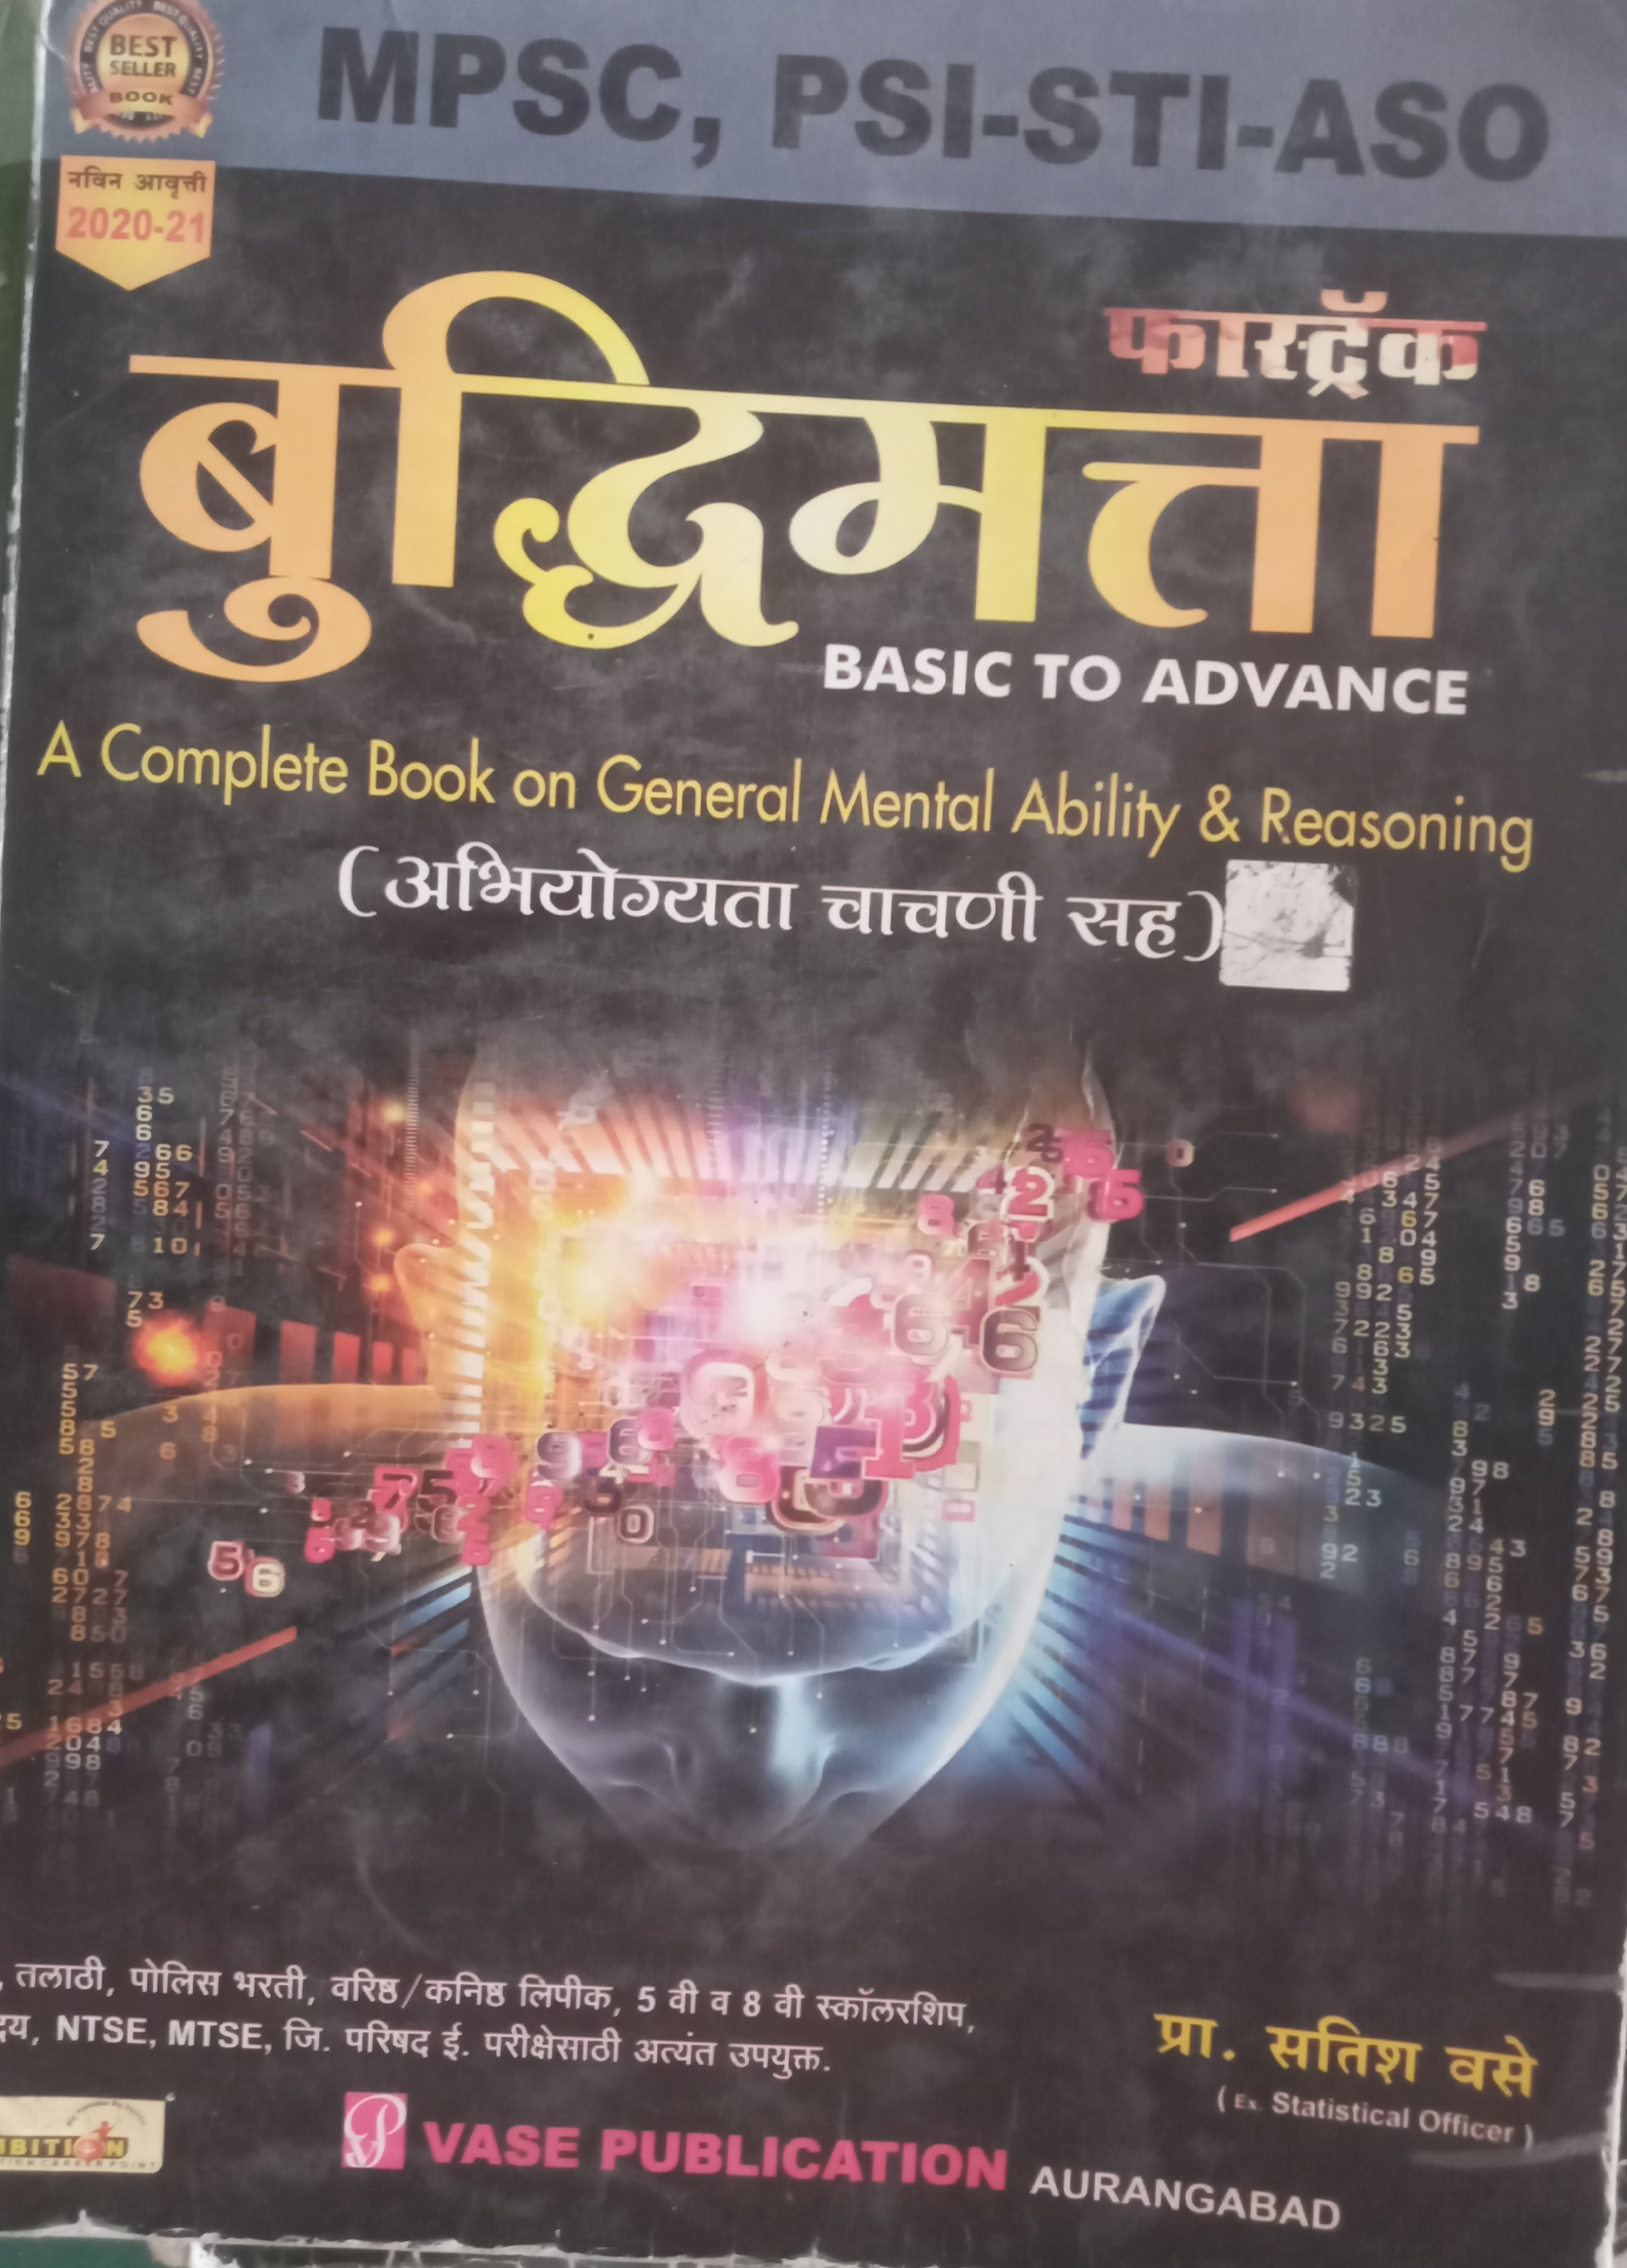 BEST
SELLER
BOOK
MPSC, PSI-STI-ASO
नविन आवृत्ती
2020-21
फास्ट्रॅक
बुद्धिमत्ता
BASIC TO ADVANCE
A Complete Book on General Mental Ability & Reasoning
(अभियोग्यता चाचणी सह)
, तलाठी, पोलिस भरती, वरिष्ठ/कनिष्ठ लिपीक, 5 वी व 8 वी स्कॉलरशिप,
NTSE, MTSE, जि. परिषद ई. परीक्षेसाठी अत्यंत उपयुक्त.
प्रा. सतिश वसे
( Ex. Statistical Officer )
VASE PUBLICATION AURANGABAD